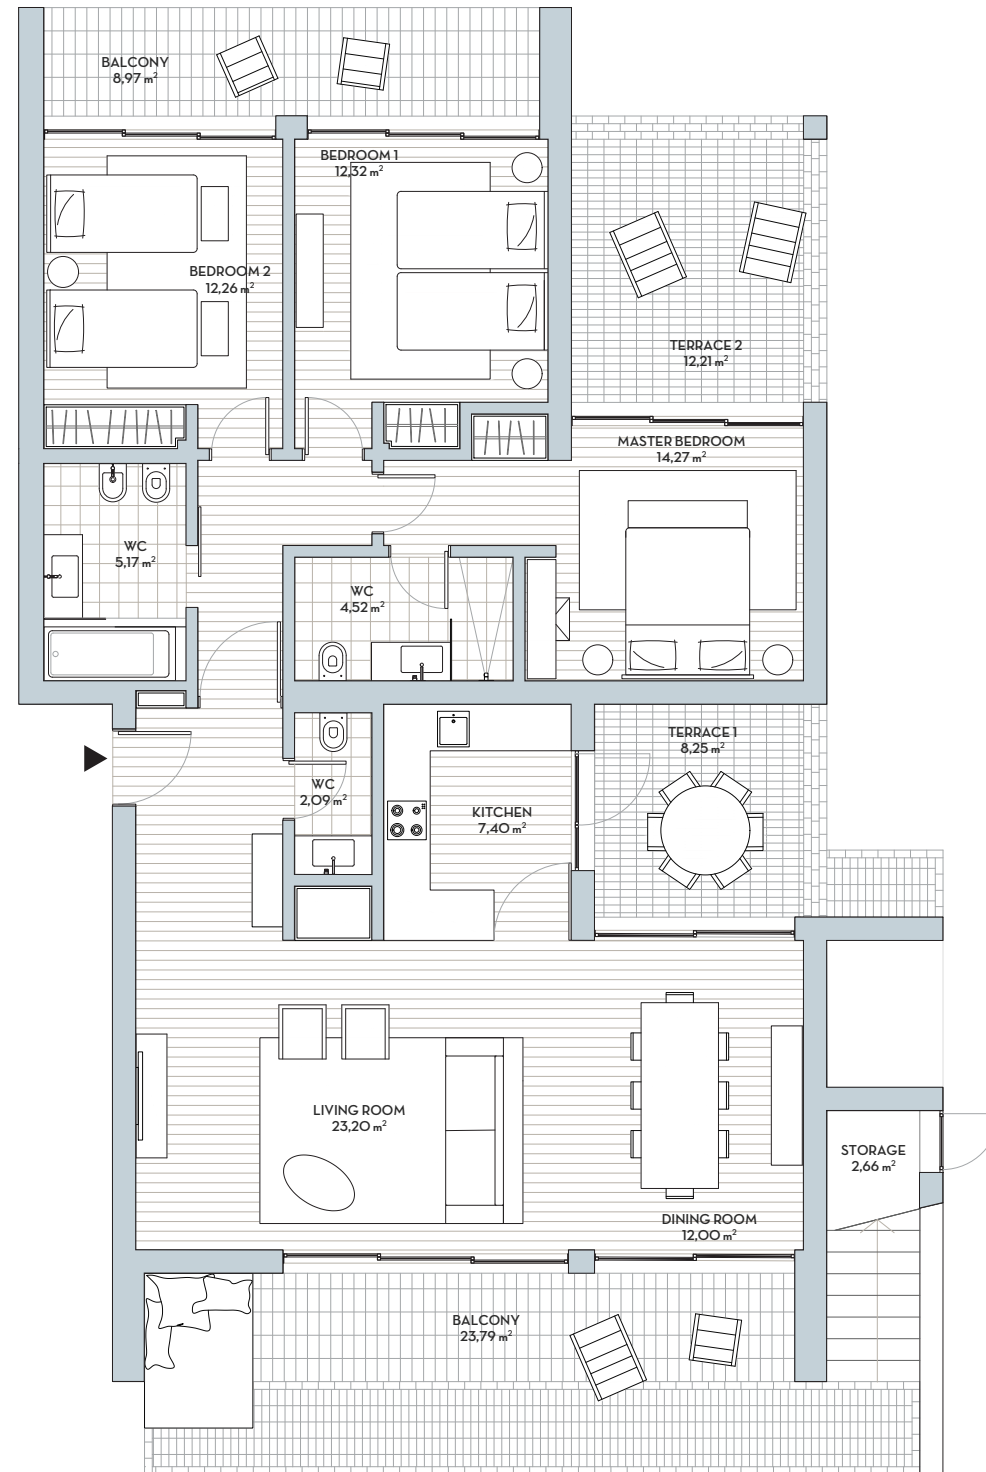 BALCONY
8,97 m²
BEDROOM 1
12,32 m²
BEDROOM 2
12,26 m²
TERRACE 2
12,21 m²
MASTER BEDROOM
14,27 m²
WC
5,17 m²
WC
4,52 m²
TERRACE 1
8,25 m²
WC
2,09 m²
KITCHEN
7,40 m²
LIVING ROOM
23,20 m²
STORAGE
2,66 m²
DINING ROOM
12,00 m²
BALCONY
23,79 m²